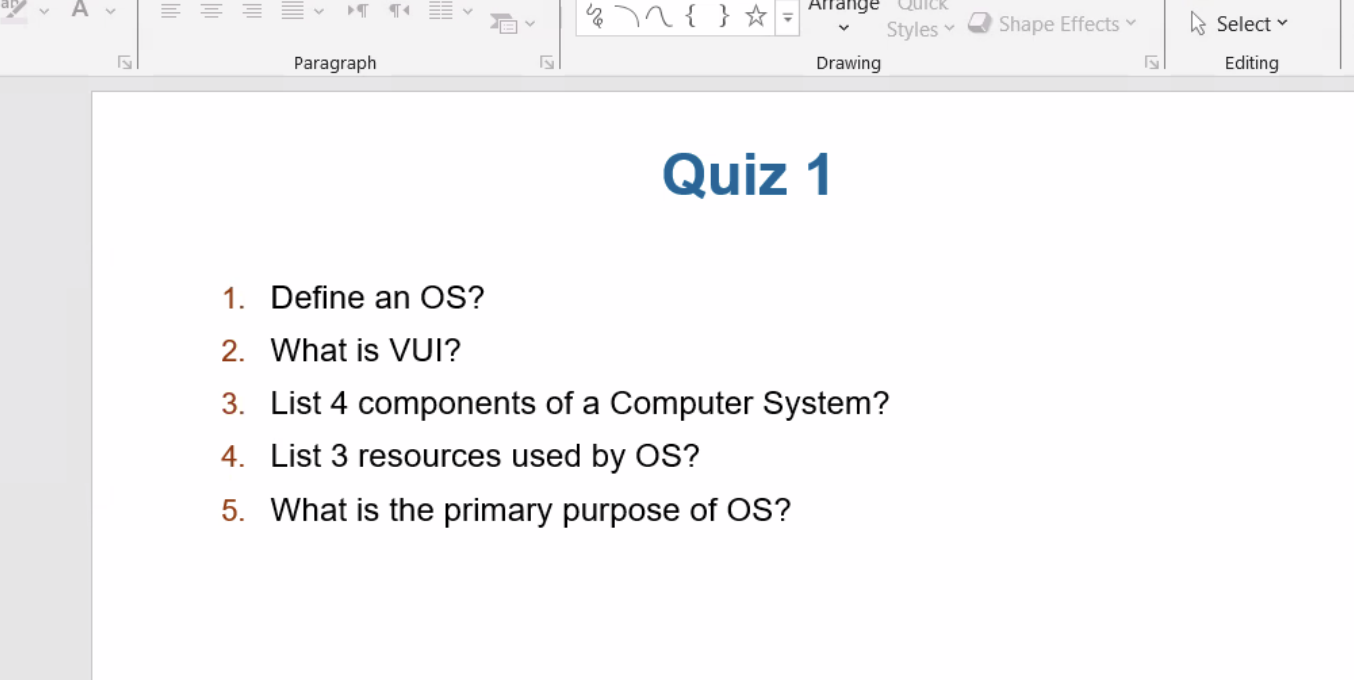 A
Arrange
Quick
Styles
Shape Effects
Select
Paragraph
Drawing
Editing
Quiz 1
1. Define an OS?
2. What is VUI?
3. List 4 components of a Computer System?
4. List 3 resources used by OS?
5. What is the primary purpose of OS?